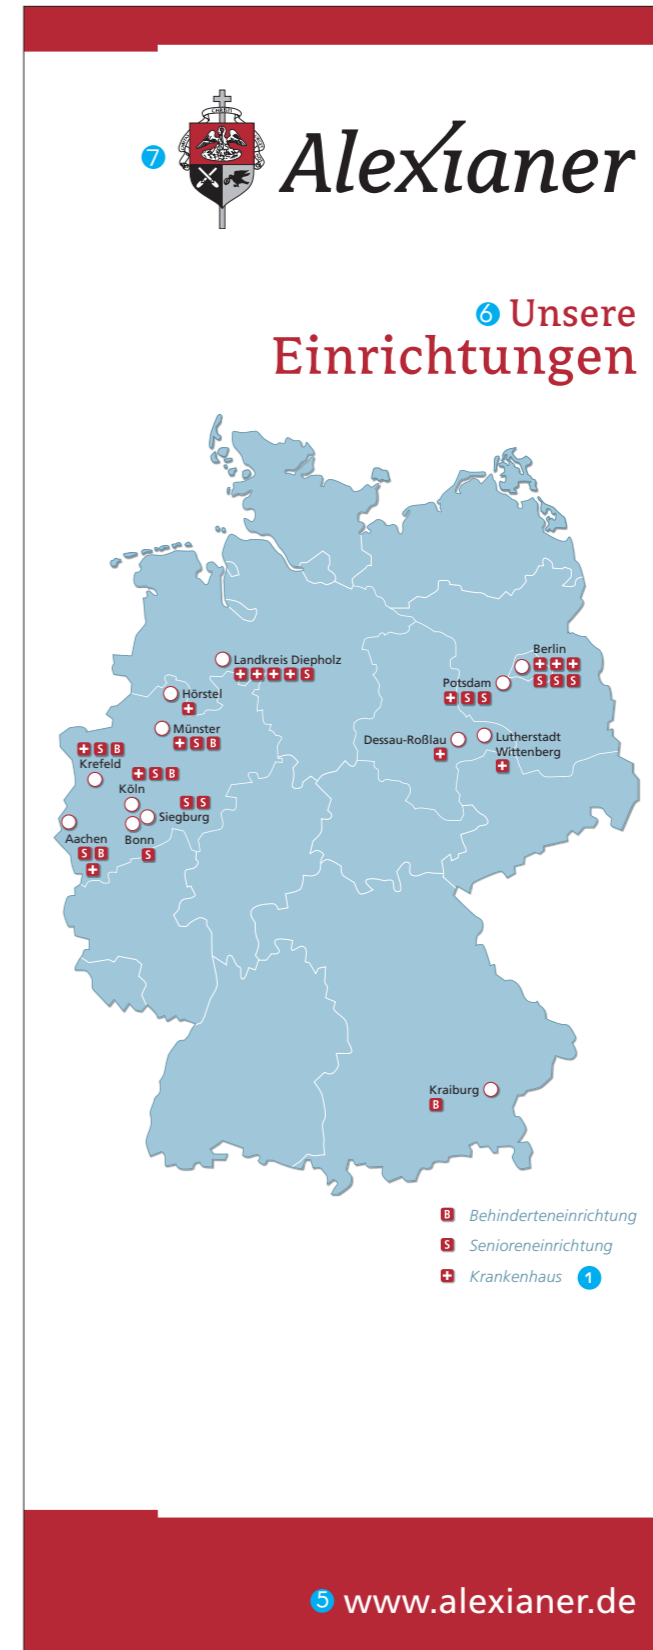 7 Alexianer
CHRISTI
6 Unsere
Einrichtungen
Landkreis Diepholz
S
Hörstel
Münster
S B
Berlin
S S S
Potsdam
S S
Dessau-Roßlau
Lutherstadt
Wittenberg
S B
Krefeld
S B
Köln
S S
Siegburg
Aachen
S B
Bonn
S
Kraiburg
B
B Behinderteneinrichtung
S Senioreneinrichtung
Krankenhaus 1
5 www.alexianer.de